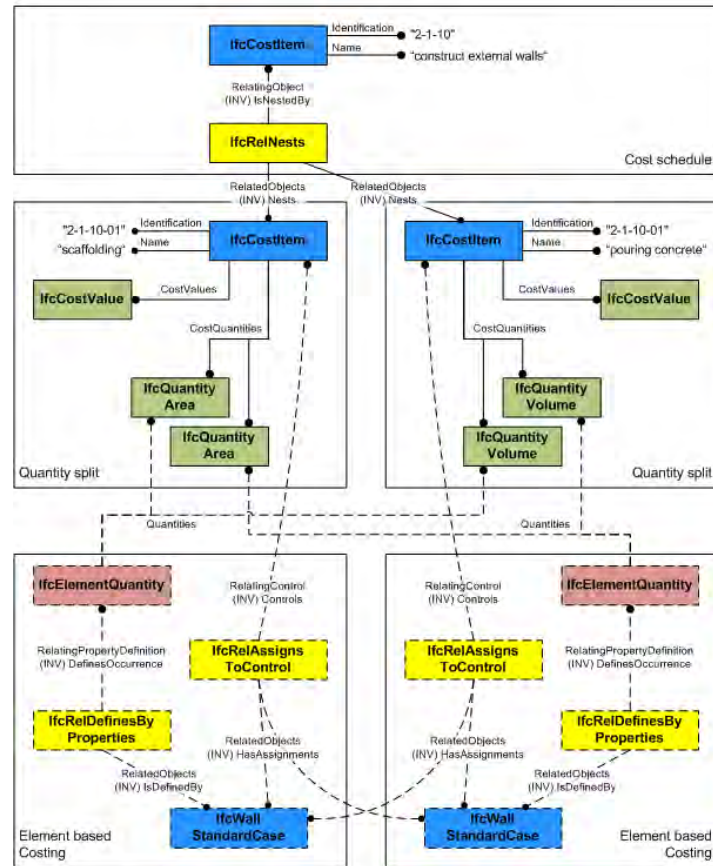 IfcCostItem
Identification
"2-1-10"
Name
"construct external walls"
RelatingObject
(INV) IsNestedBy
IfcRelNests
Cost schedule
RelatedObjects
(INV) Nests
RelatedObjects
(INV) Nests
"2-1-10-01"
Identification
"scaffolding"
Name
IfcCostItem
IfcCostItem
Identification
"2-1-10-01"
Name
"pouring concrete"
IfcCostValue
CostValues
CostValues
IfcCostValue
CostQuantities
CostQuantities
IfcQuantity
Area
IfcQuantity
Volume
IfcQuantity
Area
IfcQuantity
Volume
Quantity split
Quantity split
Quantities
Quantities
IfcElementQuantity
RelatingControl
(INV) Controls
RelatingControl
(INV) Controls
IfcElementQuantity
RelatingPropertyDefinition
(INV) DefinesOccurrence
IfcRelAssigns
ToControl
IfcRelAssigns
ToControl
RelatingPropertyDefinition
(INV) DefinesOccurrence
IfcRelDefinesBy
Properties
RelatedObjects
(INV) HasAssignments
RelatedObjects
(INV) HasAssignments
IfcRelDefinesBy
Properties
RelatedObjects
(INV) IsDefinedBy
RelatedObjects
(INV) IsDefinedBy
IfcWall
StandardCase
IfcWall
StandardCase
Element based
Costing
Element based
Costing